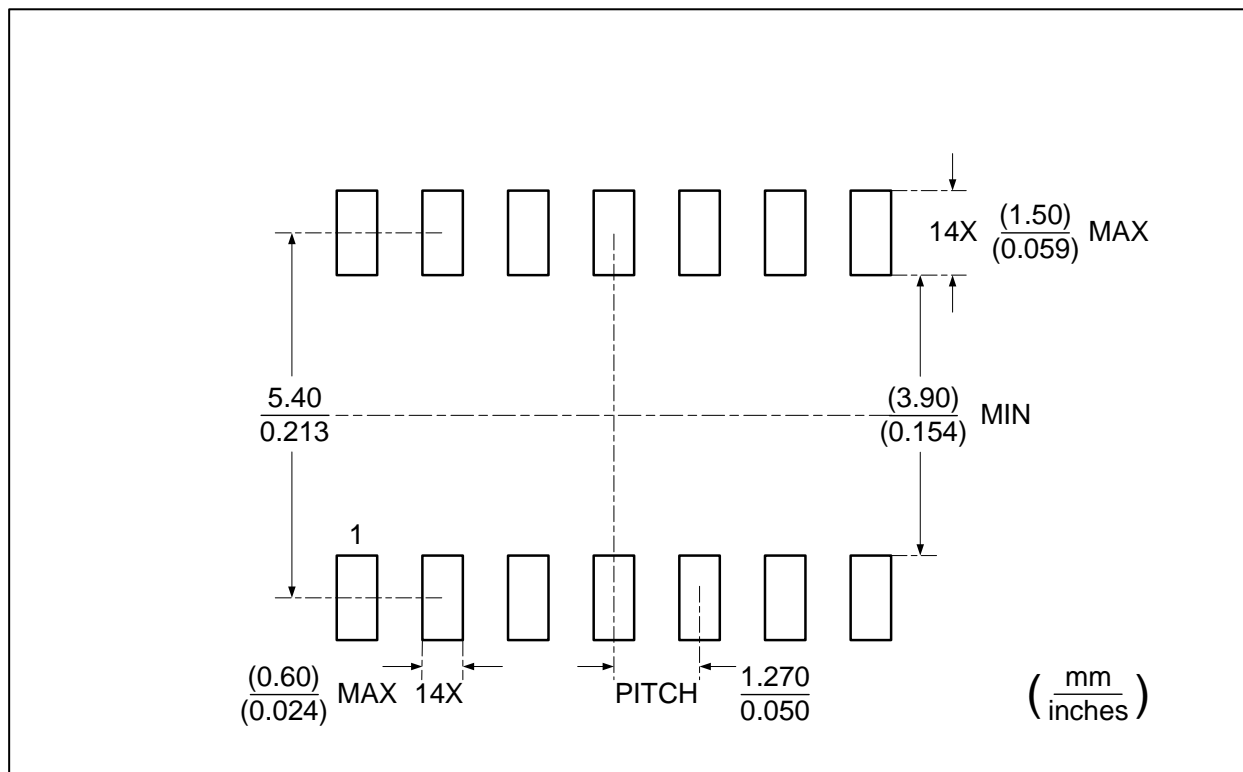 14X (1.50) MAX
(0.059)
5.40
0.213
(3.90) MIN
(0.154)
1
(0.60) MAX 14X
(0.024)
PITCH 1.270
0.050
(mm
inches)